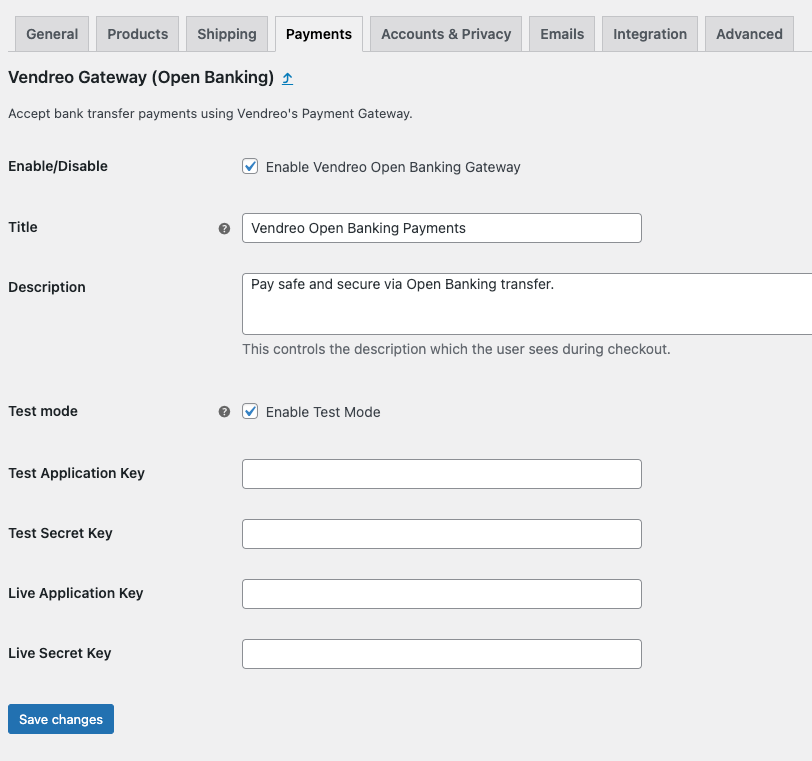 General Products Shipping Payments Accounts & Privacy Emails Integration Advanced
Vendreo Gateway (Open Banking) ⤴
Accept bank transfer payments using Vendreo's Payment Gateway.
Enable/Disable Enable Vendreo Open Banking Gateway
Title ? Vendreo Open Banking Payments
Description Pay safe and secure via Open Banking transfer.
This controls the description which the user sees during checkout.
Test mode ? Enable Test Mode
Test Application Key
Test Secret Key
Live Application Key
Live Secret Key
Save changes